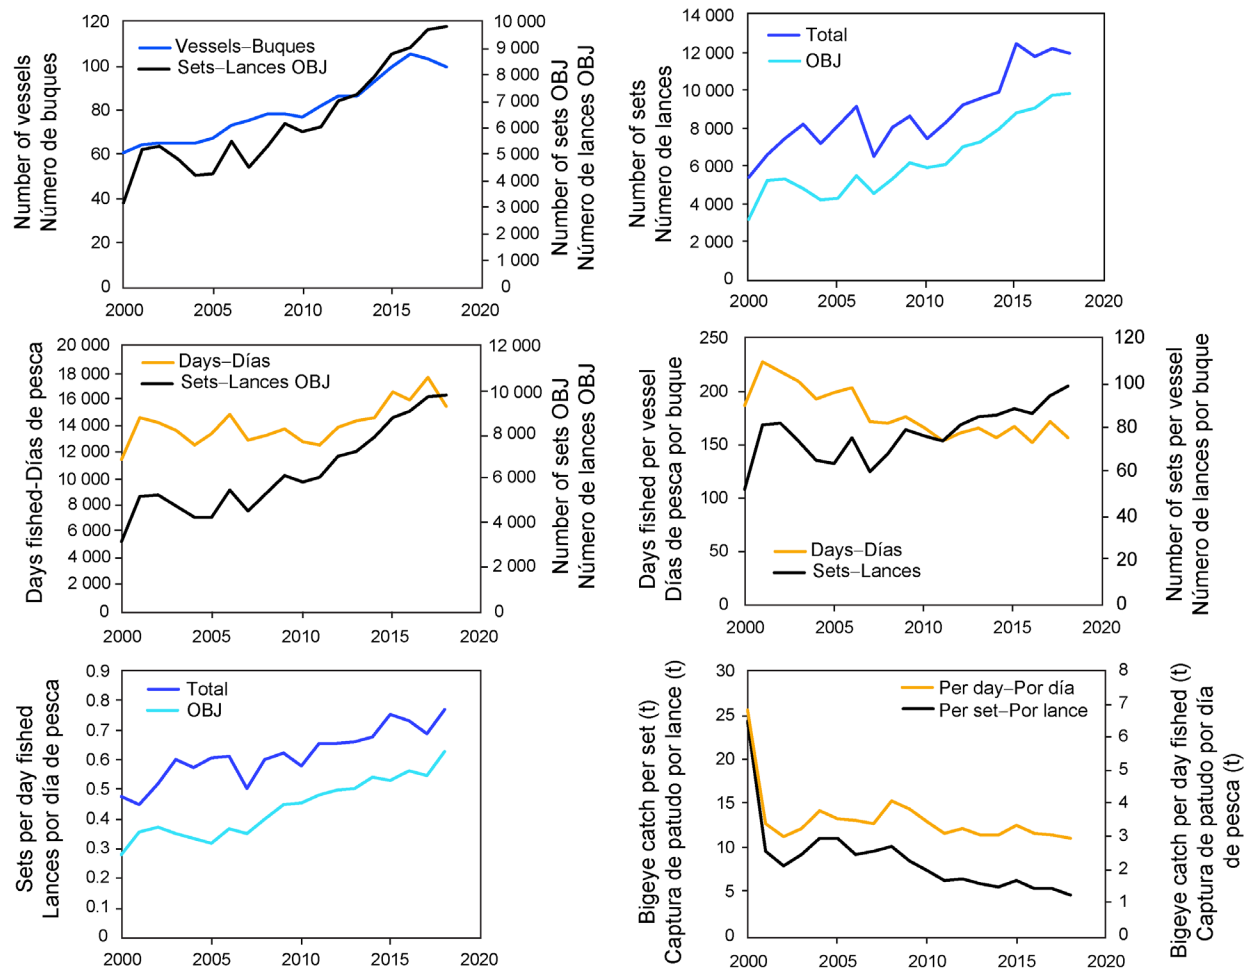 120
100
80
60
40
20
0
Number of vessels
Número de buques
Vessels–Buques
Sets–Lances OBJ
10 000
9 000
8 000
7 000
6 000
5 000
4 000
3 000
2 000
1 000
0
Number of sets OBJ
Número de lances OBJ
2000 2005 2010 2015 2020
14 000
12 000
10 000
8 000
6 000
4 000
2 000
0
Number of sets
Número de lances
Total
OBJ
2000 2005 2010 2015 2020
20 000
18 000
16 000
14 000
12 000
10 000
8 000
6 000
4 000
2 000
0
Days fished-Días de pesca
Days–Días
Sets–Lances OBJ
12 000
10 000
8 000
6 000
4 000
2 000
0
Number of sets OBJ
Número de lances OBJ
2000 2005 2010 2015 2020
250
200
150
100
50
0
Days fished per vessel
Días de pesca por buque
Days–Días
Sets–Lances
120
100
80
60
40
20
0
Number of sets per vessel
Número de lances por buque
2000 2005 2010 2015 2020
0.9
0.8
0.7
0.6
0.5
0.4
0.3
0.2
0.1
0
Sets per day fished
Lances por día de pesca
Total
OBJ
2000 2005 2010 2015 2020
30
25
20
15
10
5
0
Bigeye catch per set (t)
Captura de patudo por lance (t)
Per day–Por día
Per set–Por lance
8
7
6
5
4
3
2
1
0
Bigeye catch per day fished (t)
Captura de patudo por día
de pesca (t)
2000 2005 2010 2015 2020